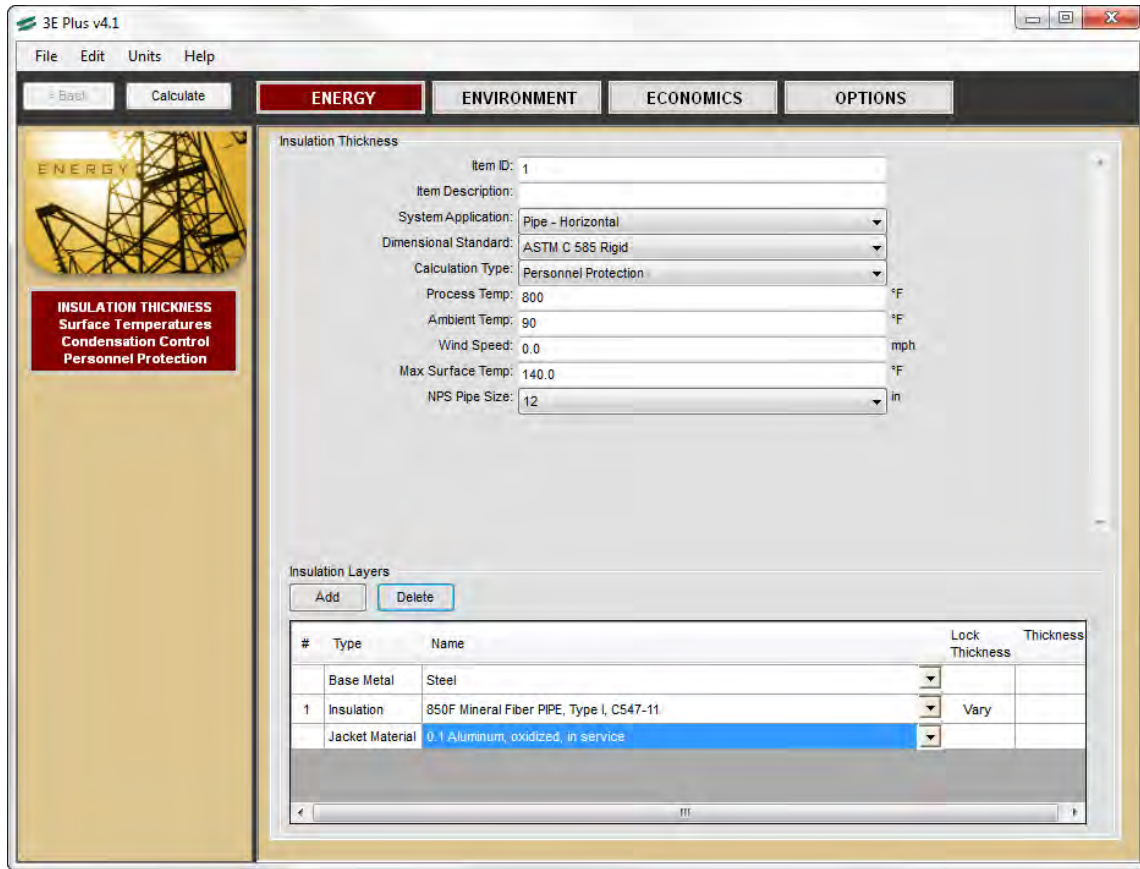 3E Plus v4.1
File Edit Units Help
< Back Calculate ENERGY ENVIRONMENT ECONOMICS OPTIONS
ENERGY
INSULATION THICKNESS
Surface Temperatures
Condensation Control
Personnel Protection
Insulation Thickness
Item ID: 1
Item Description:
System Application: Pipe - Horizontal
Dimensional Standard: ASTM C 585 Rigid
Calculation Type: Personnel Protection
Process Temp: 800 °F
Ambient Temp: 90 °F
Wind Speed: 0.0 mph
Max Surface Temp: 140.0 °F
NPS Pipe Size: 12 in
Insulation Layers
Add Delete
# Type Name Lock Thickness Thickness
Base Metal Steel
1 Insulation 850F Mineral Fiber PIPE, Type I, C547-11 Vary
Jacket Material 0.1 Aluminum, oxidized, in service